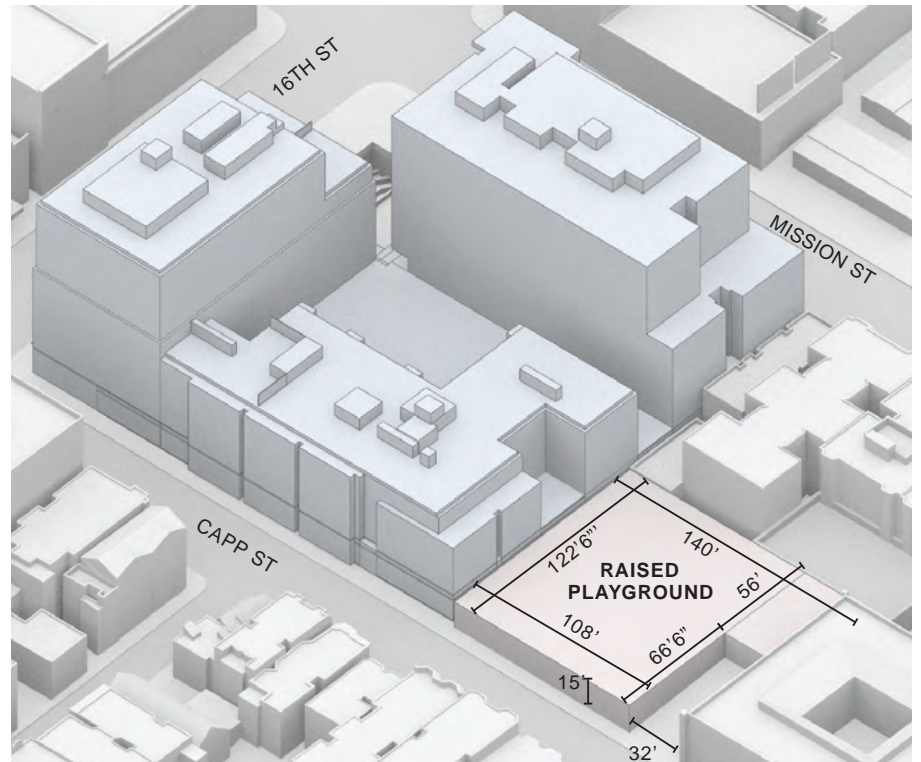 16TH ST
MISSION ST
CAPP ST
122’6”’
140’
RAISED
PLAYGROUND
56’
108’
66’6”
15’
32’